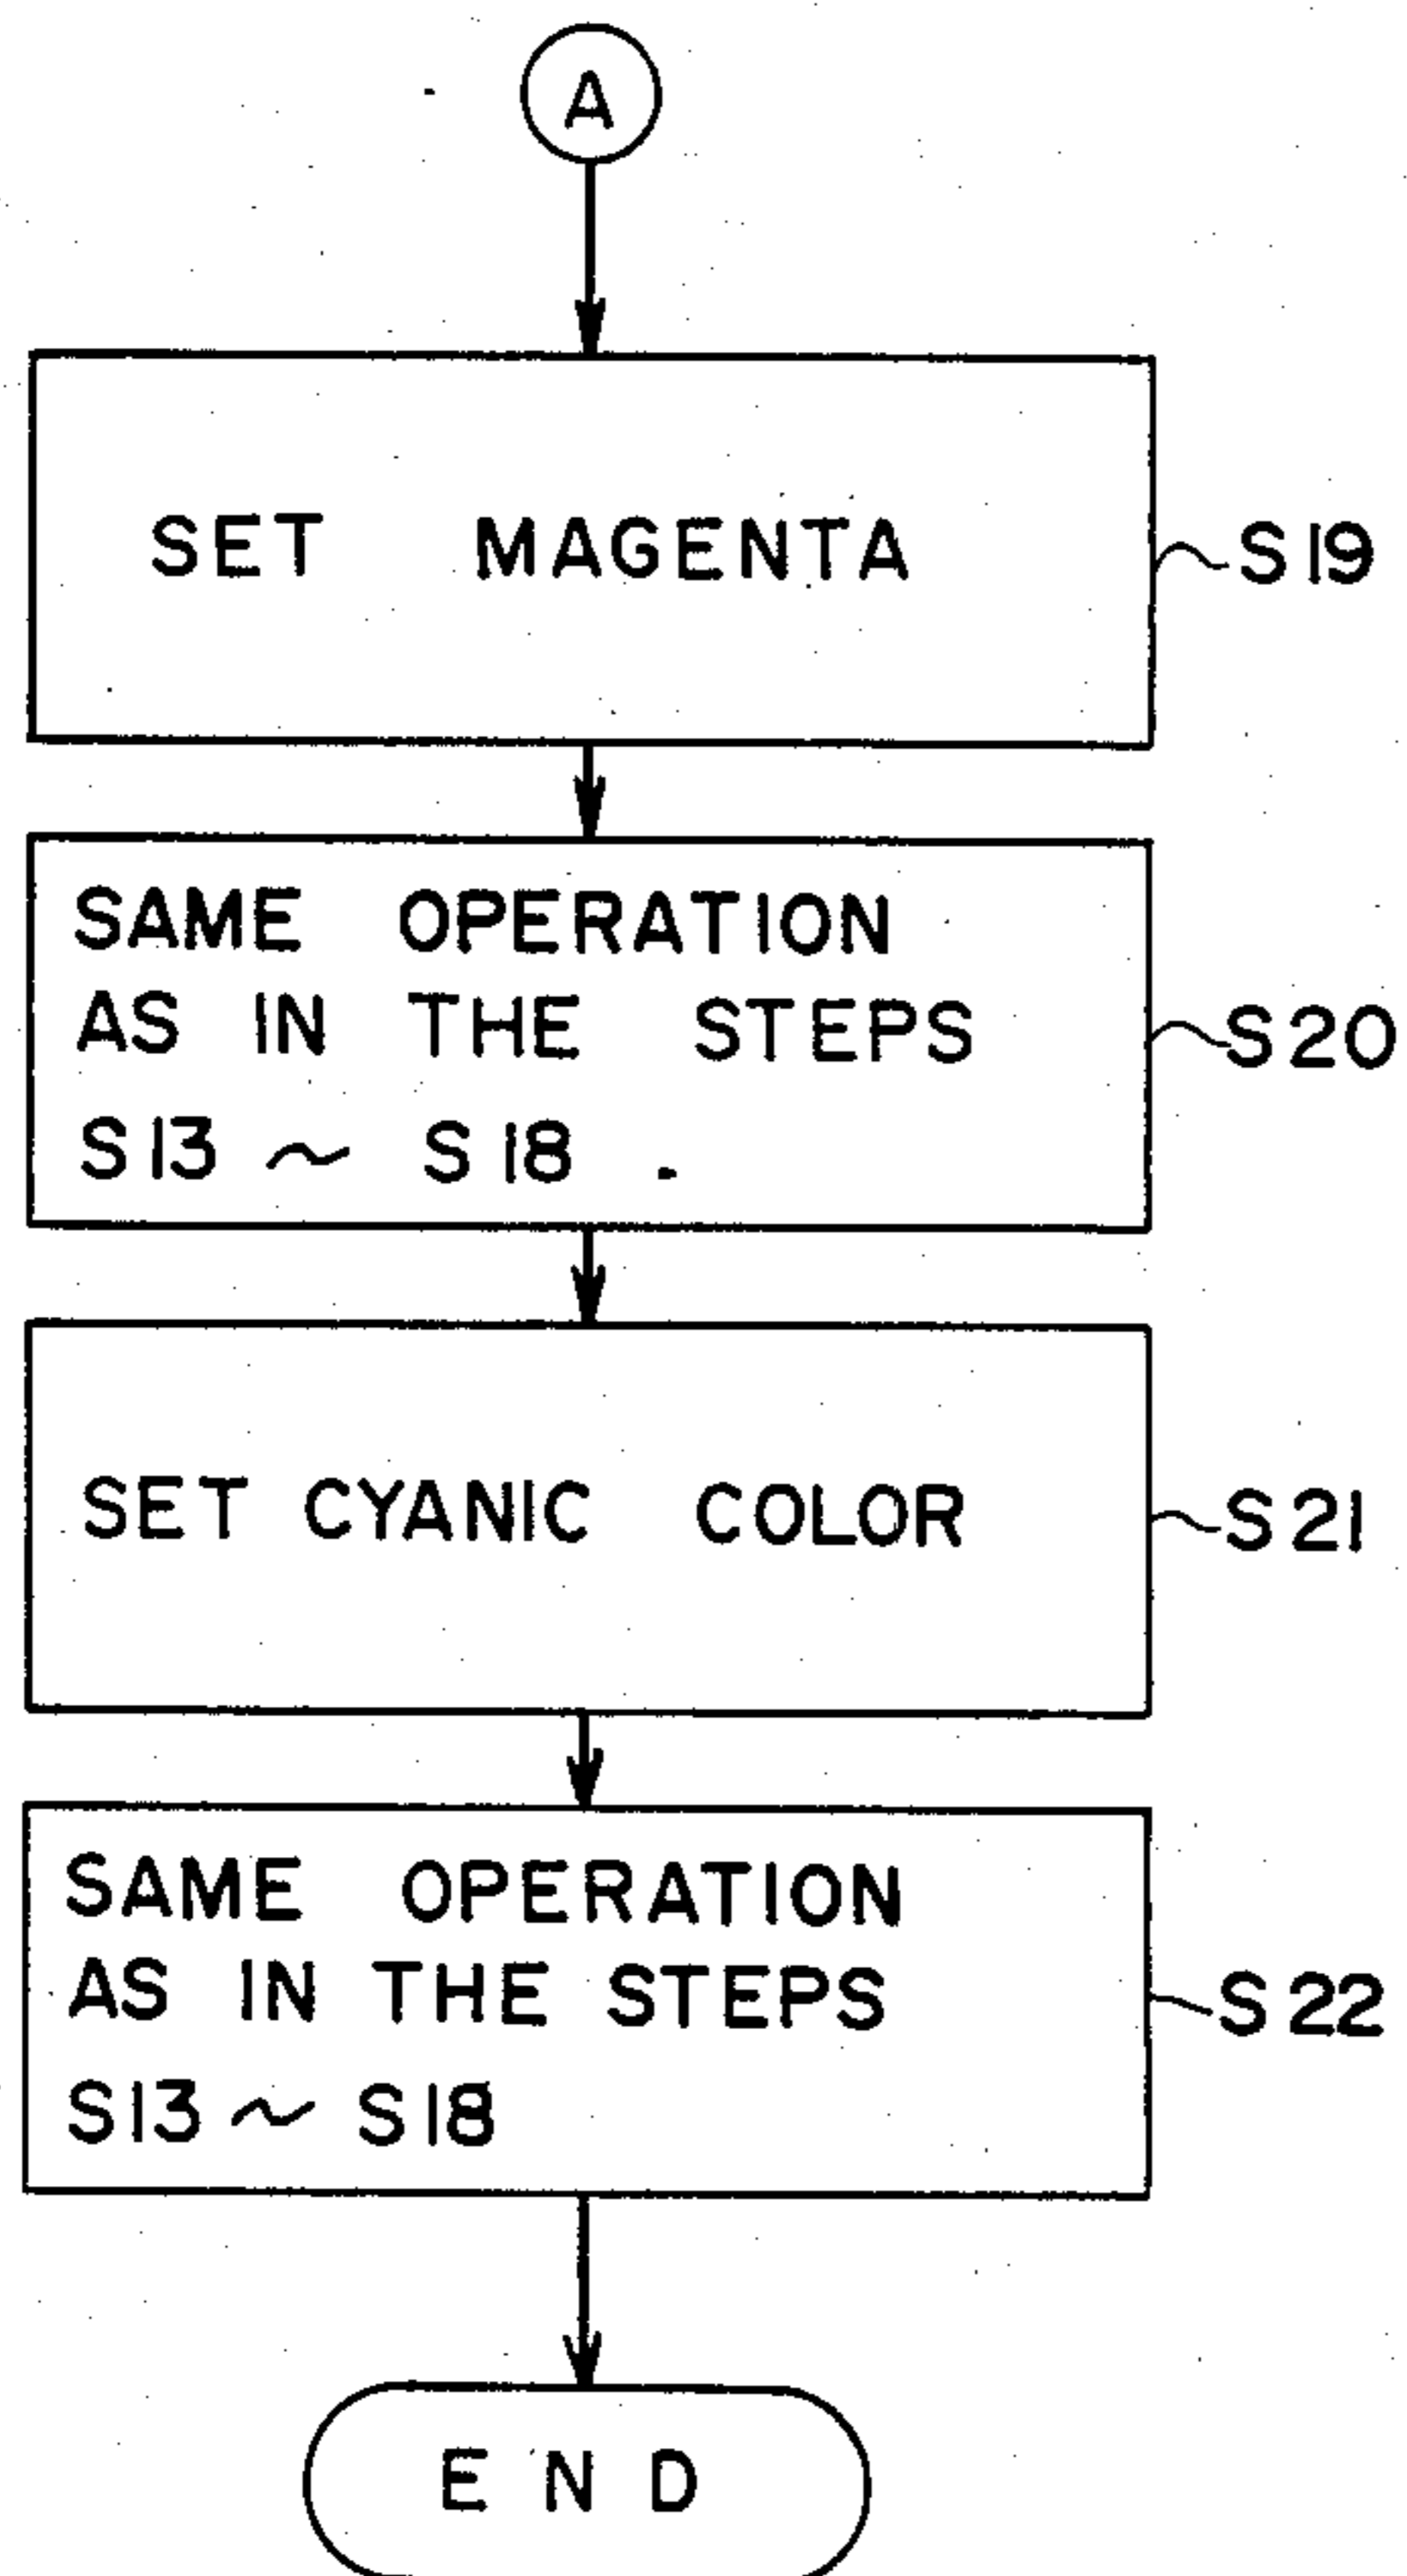 A
SET MAGENTA
S19
SAME OPERATION
AS IN THE STEPS
S13 ~ S18 .
S20
SET CYANIC COLOR
S21
SAME OPERATION
AS IN THE STEPS
S13 ~ S18
S22
END